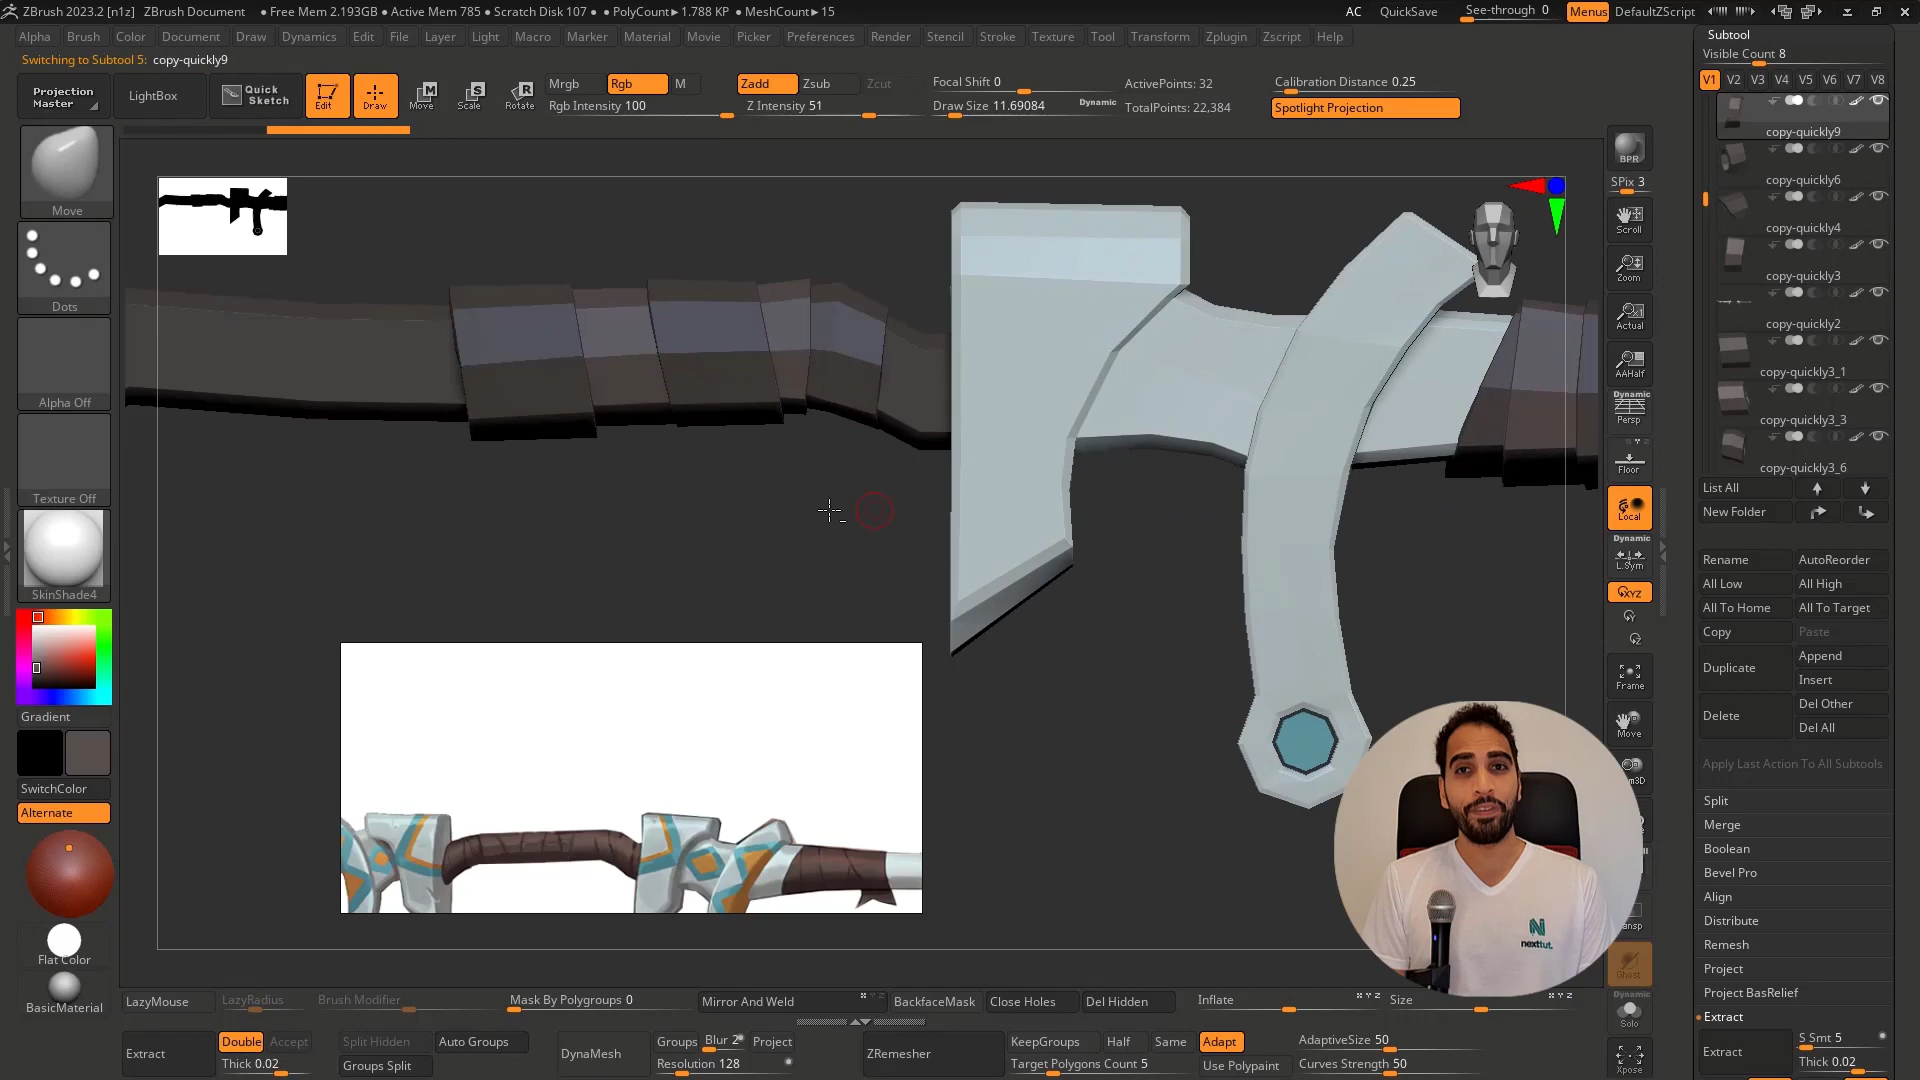 ZBrush 2023.2 [n1z] ZBrush Document ● Free Mem 2.193GB ● Active Mem 785 ● Scratch Disk 107 ● ● PolyCount► 1.788 KP ● MeshCount► 15 AC QuickSave See-through 0 Menus DefaultZScript
Alpha Brush Color Document Draw Dynamics Edit File Layer Light Macro Marker Material Movie Picker Preferences Render Stencil Stroke Texture Tool Transform Zplugin Zscript Help
Switching to Subtool 5: copy-quickly9
Projection Master
LightBox
Quick Sketch
Edit
Draw
Move
Scale
Rotate
Mrgb Rgb M
Rgb Intensity 100
Zadd Zsub Zcut
Z Intensity 51
Focal Shift 0
Draw Size 11.69084 Dynamic
ActivePoints: 32
TotalPoints: 22,384
Calibration Distance 0.25
Spotlight Projection
Move
Dots
Alpha Off
Texture Off
SkinShade4
Gradient
SwitchColor
Alternate
Flat Color
BasicMaterial
BPR
SPix 3
Scroll
Zoom
Actual
AAHalf
Dynamic
Persp
Floor
Local
Dynamic
L.Sym
XYZ
Frame
Move
Ghost
Dynamic
Solo
Xpose
Subtool
Visible Count 8
V1 V2 V3 V4 V5 V6 V7 V8
copy-quickly9
copy-quickly6
copy-quickly4
copy-quickly3
copy-quickly2
copy-quickly3_1
copy-quickly3_3
copy-quickly3_6
List All
New Folder
Rename AutoReorder
All Low All High
All To Home All To Target
Copy Paste
Duplicate Append
Insert
Delete Del Other
Del All
Apply Last Action To All Subtools
Split
Merge
Boolean
Bevel Pro
Align
Distribute
Remesh
Project
Project BasRelief
Extract
Extract S Smt 5
Thick 0.02
nexttut.
LazyMouse LazyRadius Brush Modifier Mask By Polygroups 0 Mirror And Weld BackfaceMask Close Holes Del Hidden Inflate Size
Extract Double Accept
Thick 0.02
Split Hidden Auto Groups
Groups Split
DynaMesh
Groups Blur 2 Project
Resolution 128
ZRemesher
KeepGroups Half Same Adapt AdaptiveSize 50
Target Polygons Count 5 Use Polypaint Curves Strength 50